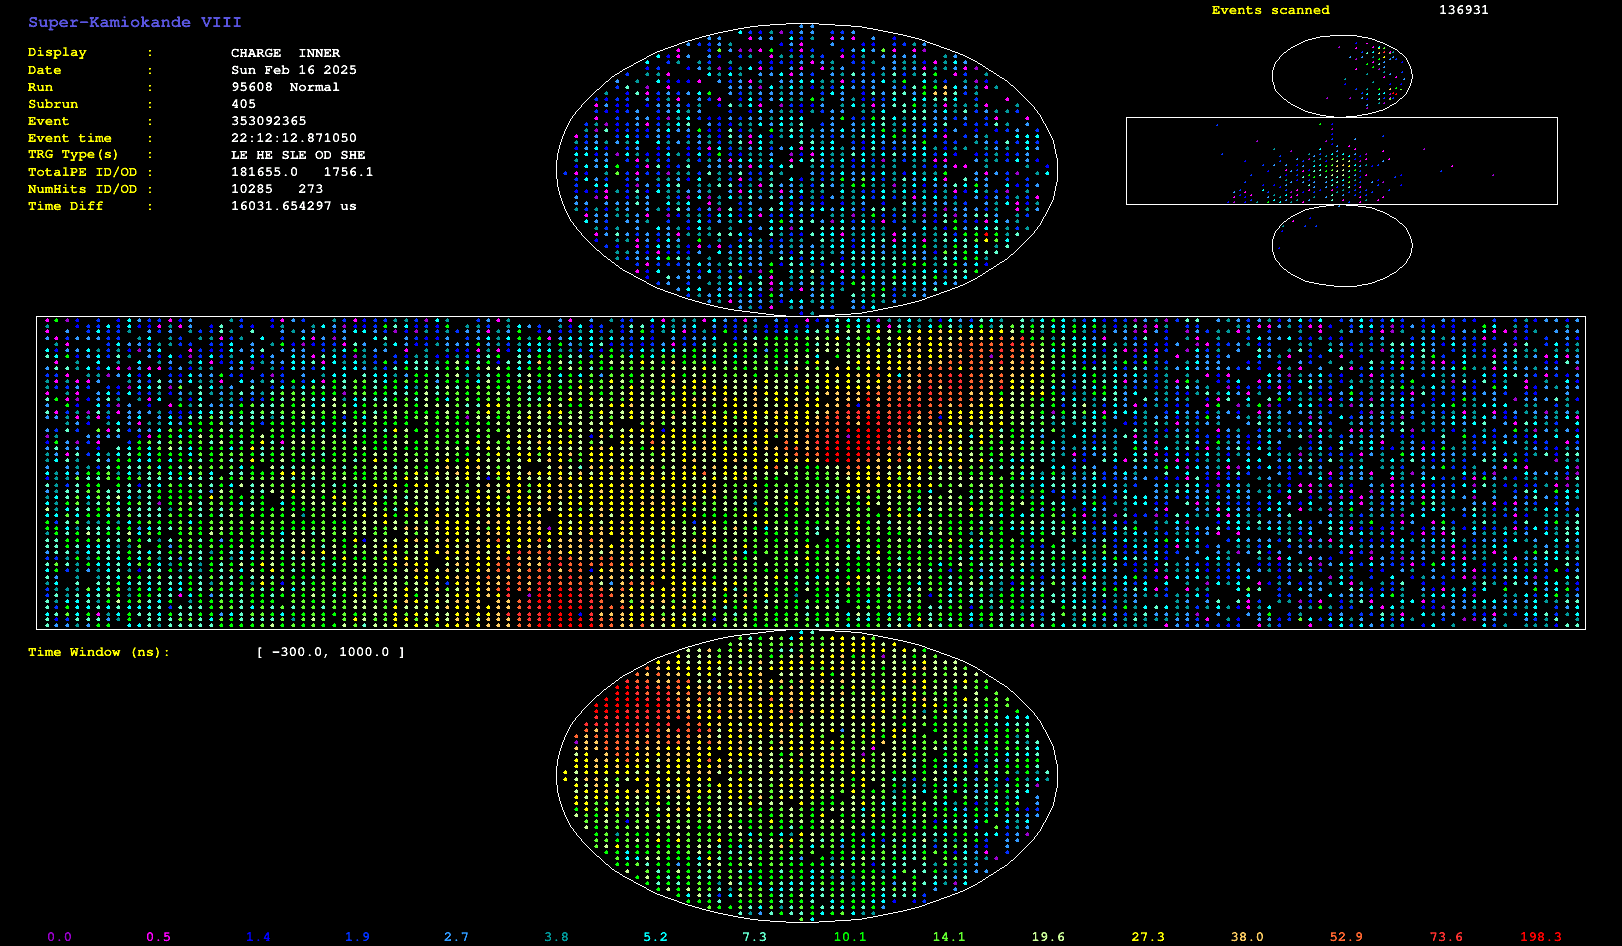 Super-Kamiokande VIII
Events scanned 136931
Display : CHARGE INNER
Date : Sun Feb 16 2025
Run : 95608 Normal
Subrun : 405
Event : 353092365
Event time : 22:12:12.871050
TRG Type(s) : LE HE SLE OD SHE
TotalPE ID/OD : 181655.0 1756.1
NumHits ID/OD : 10285 273
Time Diff : 16031.654297 us
Time Window (ns): [ -300.0, 1000.0 ]
0.0 0.5 1.4 1.9 2.7 3.8 5.2 7.3 10.1 14.1 19.6 27.3 38.0 52.9 73.6 198.3